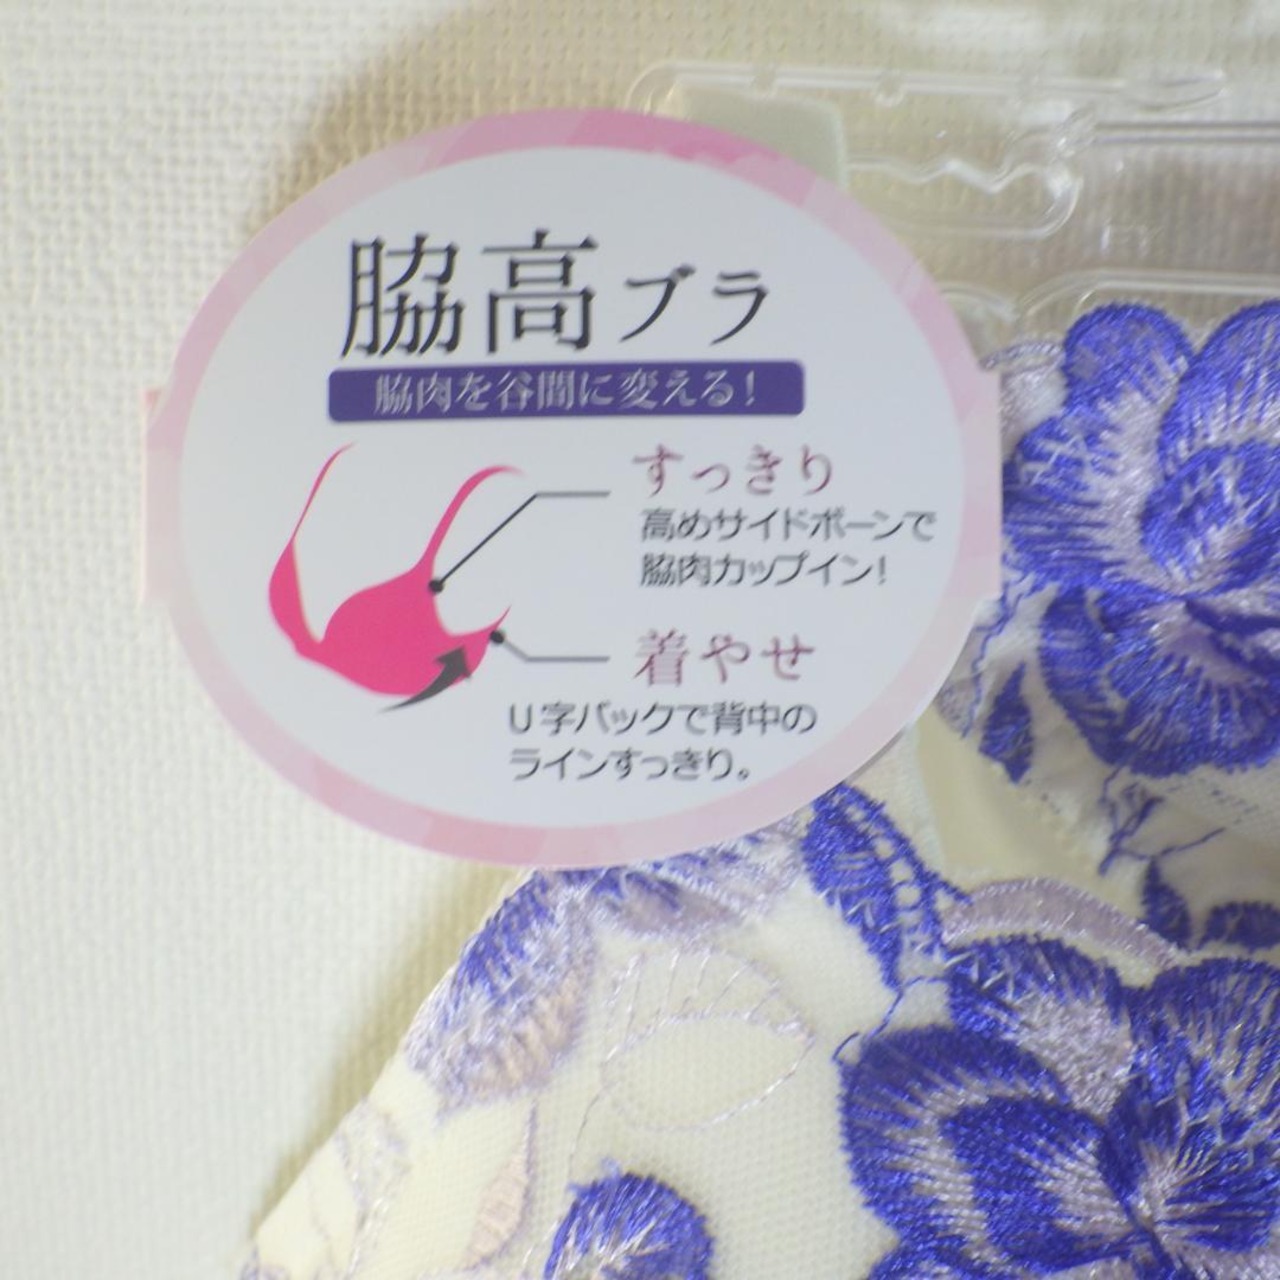 脇高ブラ
脇肉を谷間に変える!
すっきり
高めサイドボーンで
脇肉カップイン!
着やせ
U字バックで背中の
ラインすっきり。